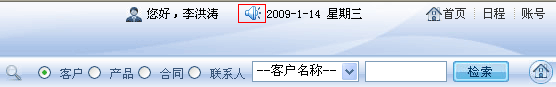 您好，李洪涛 2009-1-14 星期三 首页 | 日程 | 账号
客户 产品 合同 联系人 --客户名称-- 检索